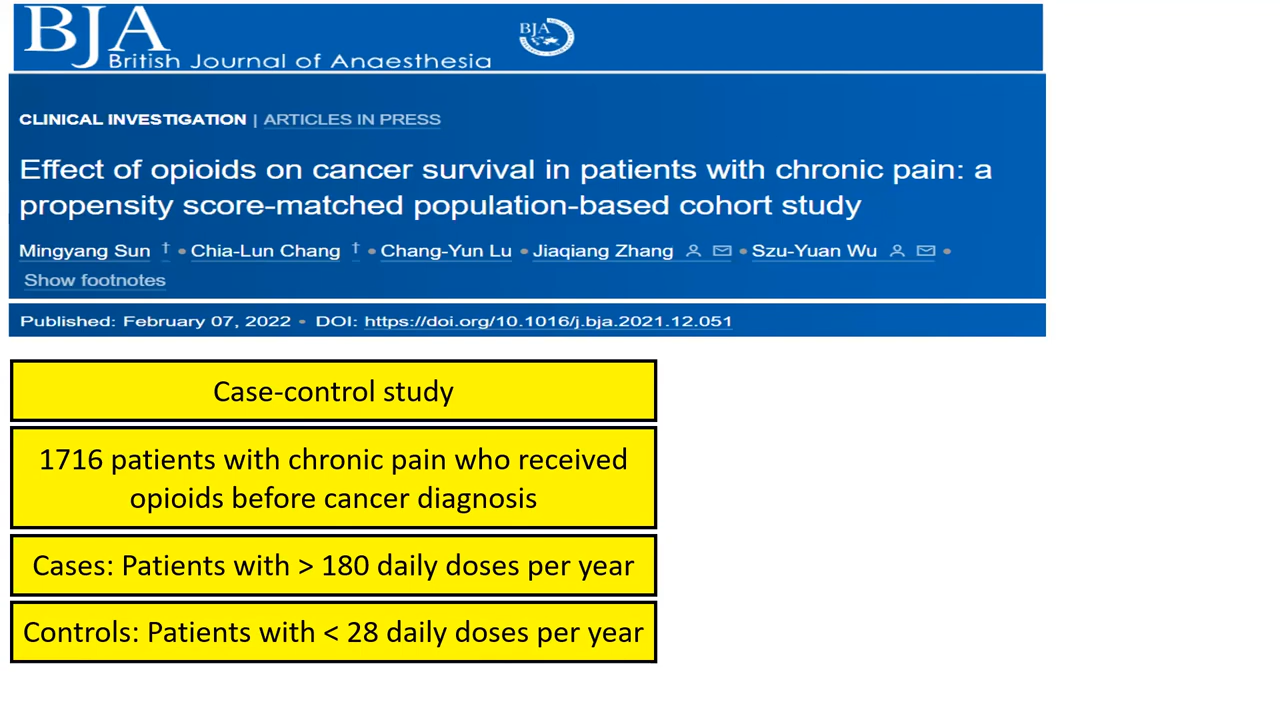 BJA
British Journal of Anaesthesia
BJA
CLINICAL INVESTIGATION | ARTICLES IN PRESS
Effect of opioids on cancer survival in patients with chronic pain: a
propensity score-matched population-based cohort study
Mingyang Sun † • Chia-Lun Chang † • Chang-Yun Lu • Jiaqiang Zhang • Szu-Yuan Wu •
Show footnotes
Published: February 07, 2022 • DOI: https://doi.org/10.1016/j.bja.2021.12.051
Case-control study
1716 patients with chronic pain who received
opioids before cancer diagnosis
Cases: Patients with > 180 daily doses per year
Controls: Patients with < 28 daily doses per year